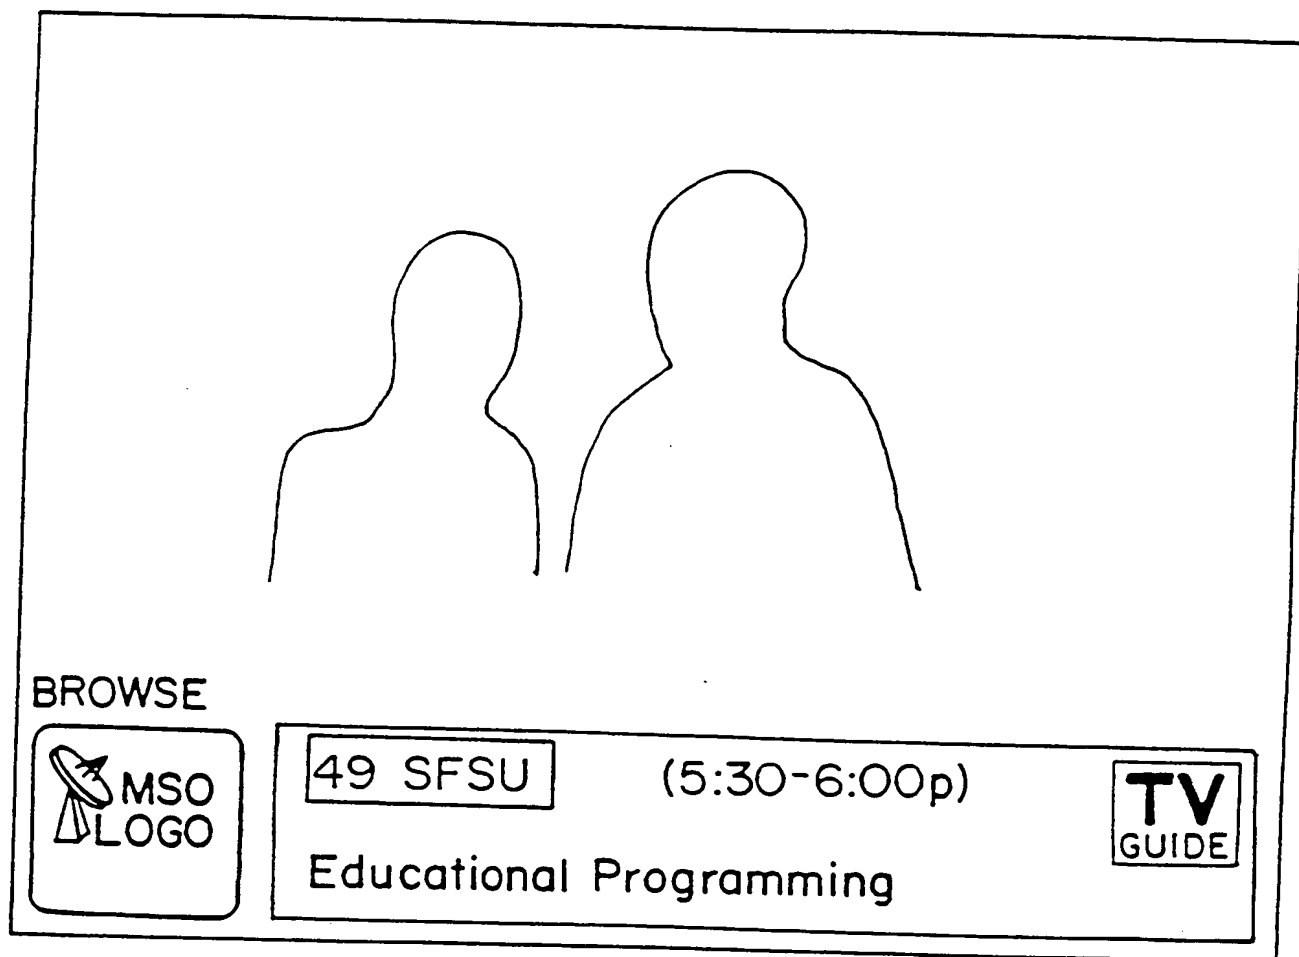 BROWSE
MSO
LOGO
49 SFSU (5:30-6:00p)
Educational Programming
TV
GUIDE